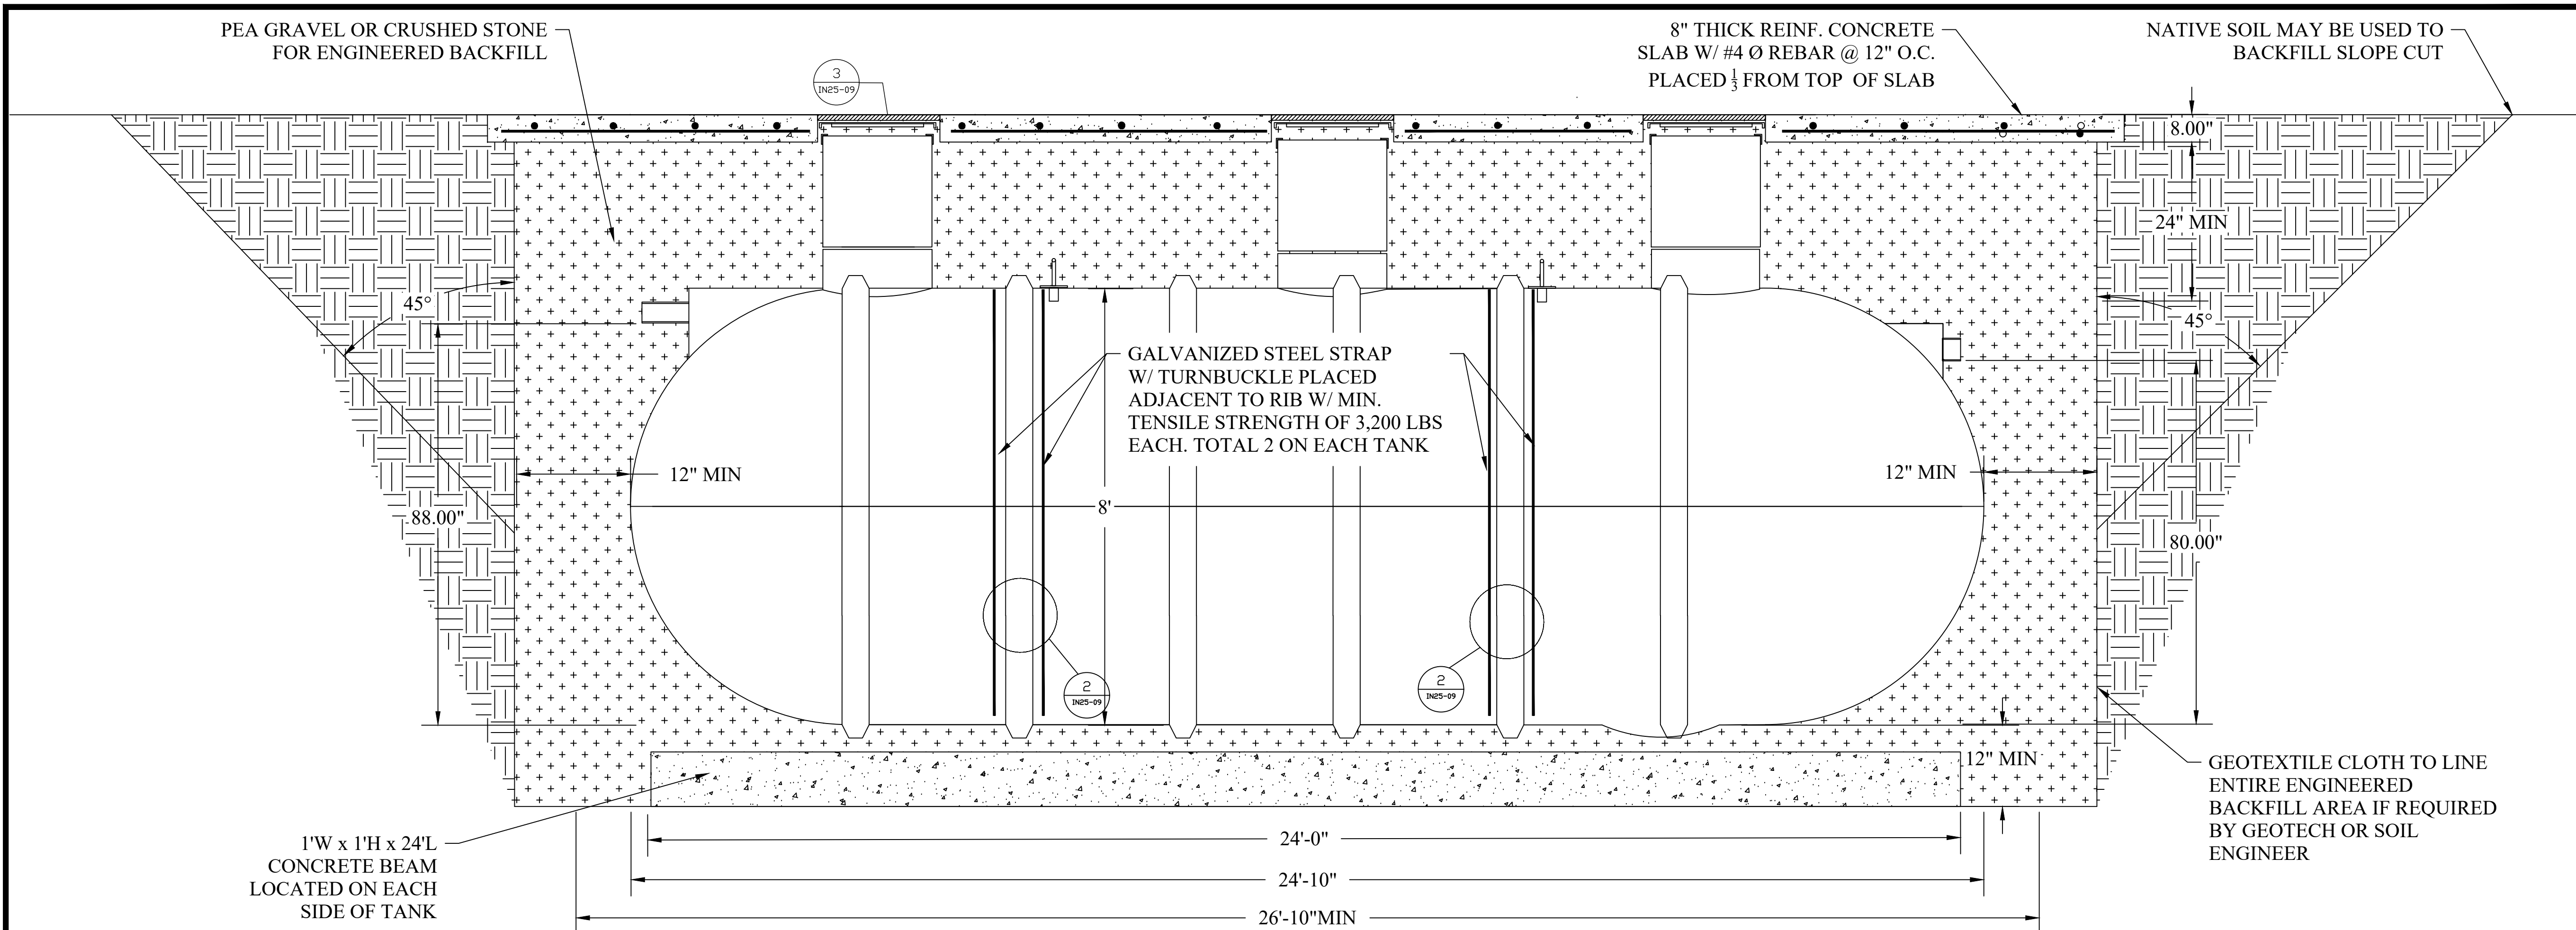 PEA GRAVEL OR CRUSHED STONE
FOR ENGINEERED BACKFILL
3
IN25-09
8" THICK REINF. CONCRETE
SLAB W/ #4 Ø REBAR @ 12" O.C.
PLACED 1/3 FROM TOP OF SLAB
NATIVE SOIL MAY BE USED TO
BACKFILL SLOPE CUT
8.00"
24" MIN
45°
45°
GALVANIZED STEEL STRAP
W/ TURNBUCKLE PLACED
ADJACENT TO RIB W/ MIN.
TENSILE STRENGTH OF 3,200 LBS
EACH. TOTAL 2 ON EACH TANK
12" MIN
12" MIN
88.00"
8'
80.00"
2
IN25-09
2
IN25-09
12" MIN
GEOTEXTILE CLOTH TO LINE
ENTIRE ENGINEERED
BACKFILL AREA IF REQUIRED
BY GEOTECH OR SOIL
ENGINEER
1'W x 1'H x 24'L
CONCRETE BEAM
LOCATED ON EACH
SIDE OF TANK
24'-0"
24'-10"
26'-10"MIN